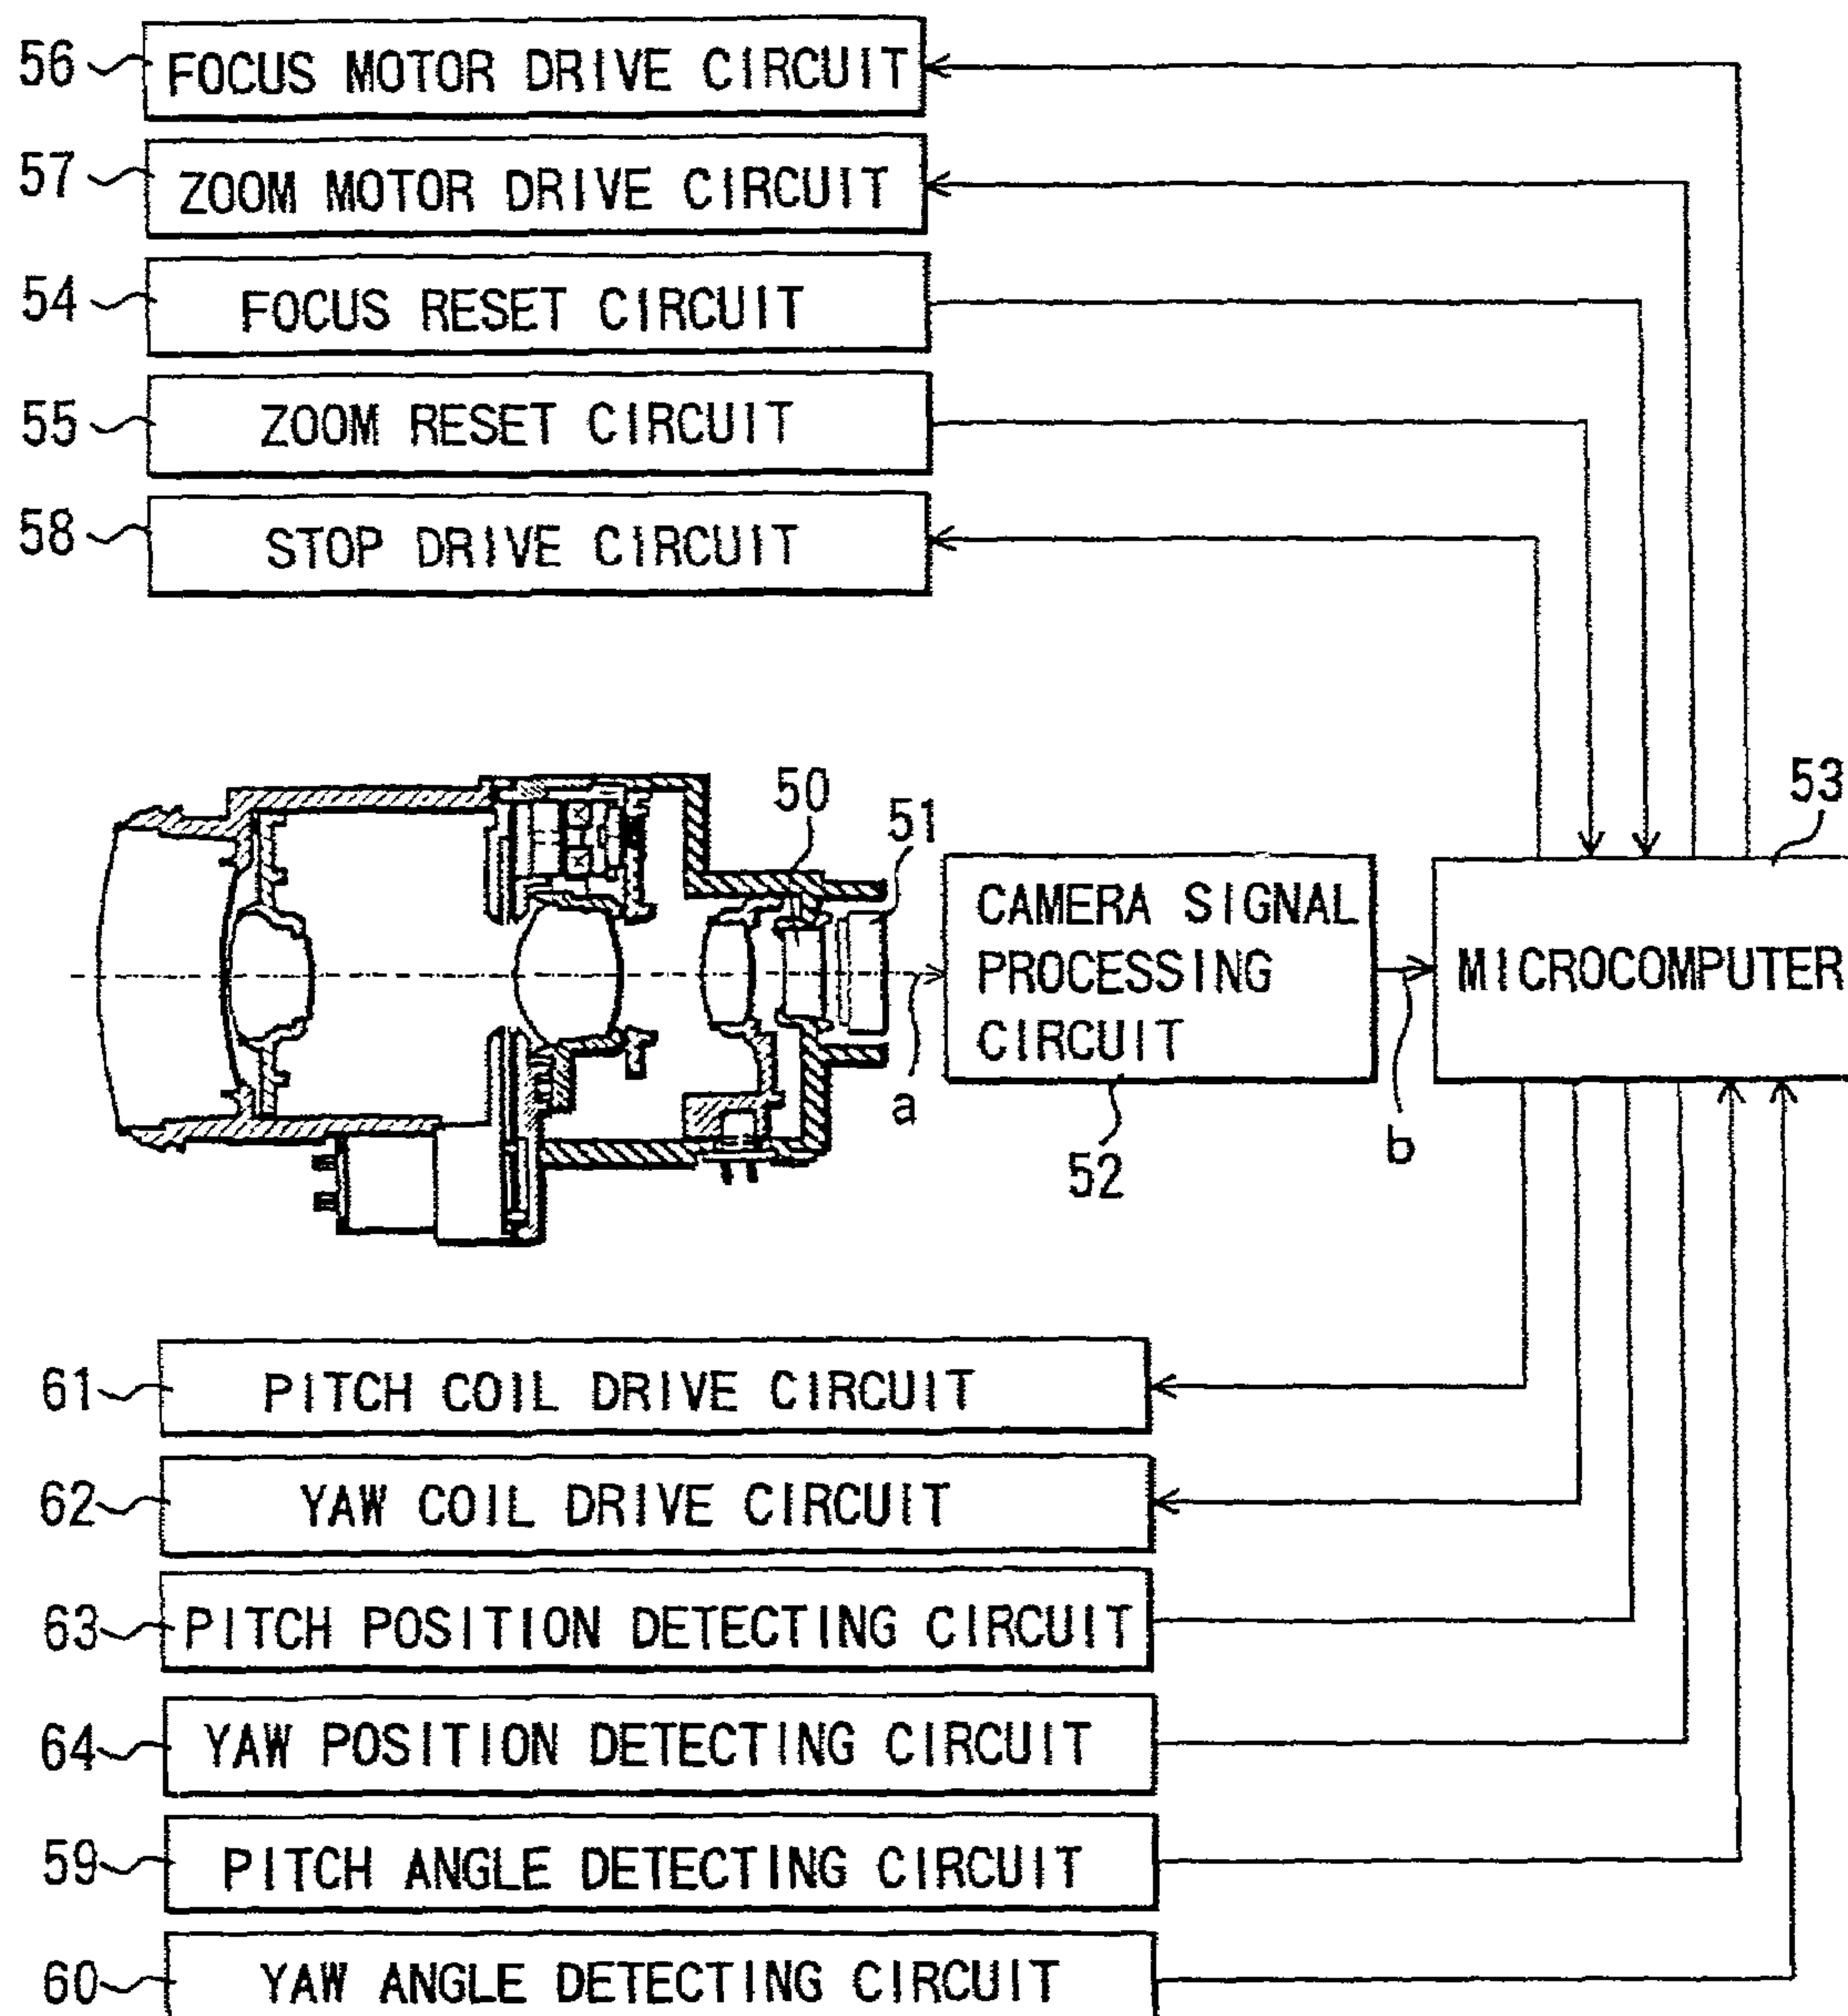 56 FOCUS MOTOR DRIVE CIRCUIT
57 ZOOM MOTOR DRIVE CIRCUIT
54 FOCUS RESET CIRCUIT
55 ZOOM RESET CIRCUIT
58 STOP DRIVE CIRCUIT
50
51
53
CAMERA SIGNAL
PROCESSING
CIRCUIT
MICROCOMPUTER
a
b
52
61 PITCH COIL DRIVE CIRCUIT
62 YAW COIL DRIVE CIRCUIT
63 PITCH POSITION DETECTING CIRCUIT
64 YAW POSITION DETECTING CIRCUIT
59 PITCH ANGLE DETECTING CIRCUIT
60 YAW ANGLE DETECTING CIRCUIT